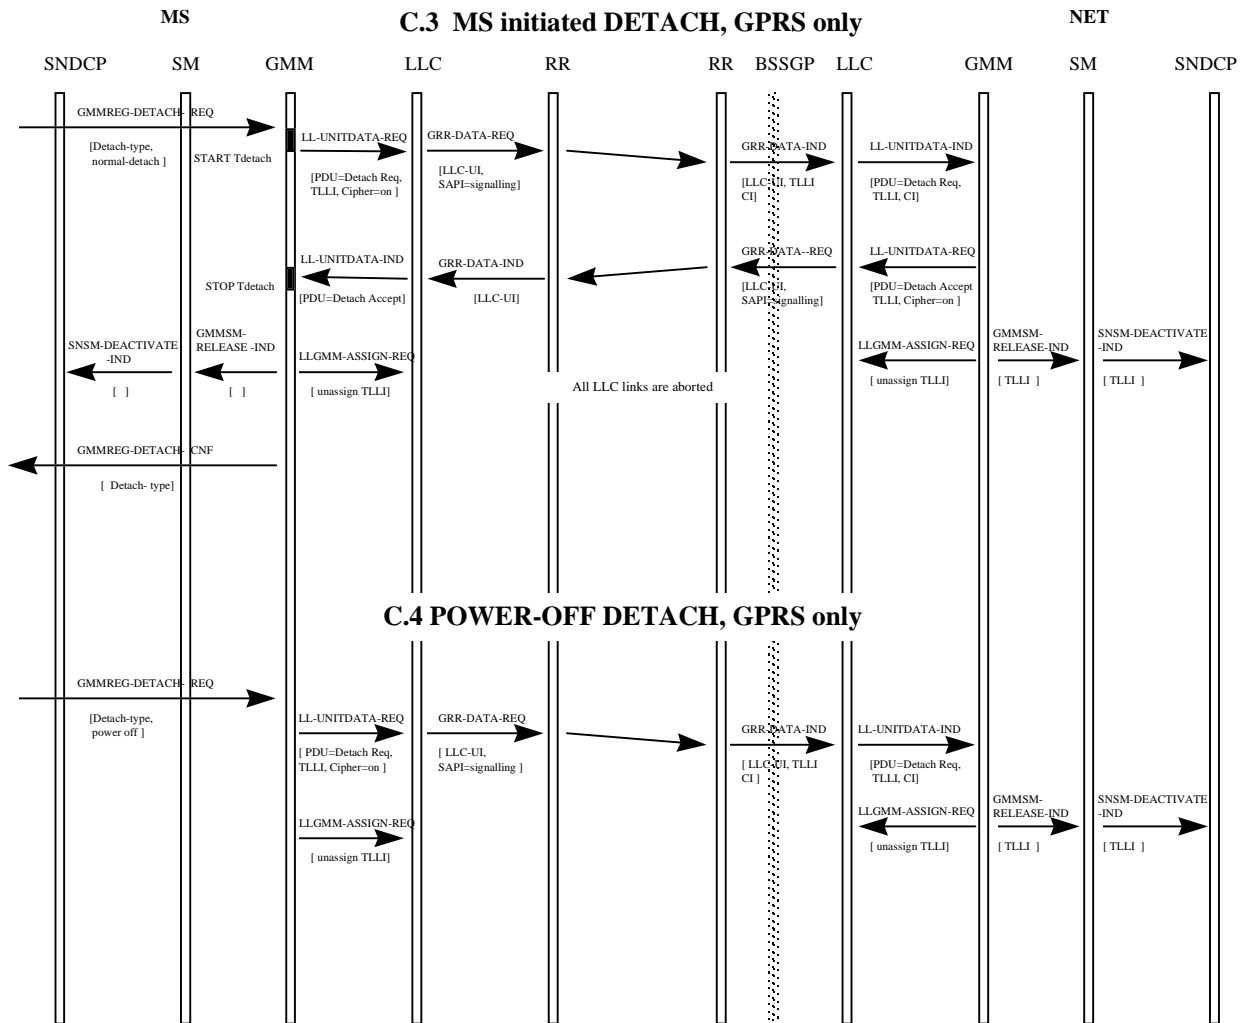 MS
C.3 MS initiated DETACH, GPRS only
NET
SNDCP SM GMM LLC RR RR BSSGP LLC GMM SM SNDCP
GMMREG-DETACH- REQ
[Detach-type,
normal-detach ]
START Tdetach
LL-UNITDATA-REQ
[PDU=Detach Req,
TLLI, Cipher=on ]
GRR-DATA-REQ
[LLC-UI,
SAPI=signalling]
GRR-DATA-IND
[LLC-UI, TLLI
CI]
LL-UNITDATA-IND
[PDU=Detach Req,
TLLI, CI]
LL-UNITDATA-IND
STOP Tdetach
[PDU=Detach Accept]
GRR-DATA-IND
[LLC-UI]
GRR-DATA--REQ
[LLC-UI,
SAPI=signalling]
LL-UNITDATA-REQ
[PDU=Detach Accept
TLLI, Cipher=on ]
SNSM-DEACTIVATE
-IND
[ ]
GMMSM-
RELEASE -IND
[ ]
LLGMM-ASSIGN-REQ
[ unassign TLLI]
All LLC links are aborted
LLGMM-ASSIGN-REQ
[ unassign TLLI]
GMMSM-
RELEASE-IND
[ TLLI ]
SNSM-DEACTIVATE
-IND
[ TLLI ]
GMMREG-DETACH- CNF
[ Detach- type]
C.4 POWER-OFF DETACH, GPRS only
GMMREG-DETACH- REQ
[Detach-type,
power off ]
LL-UNITDATA-REQ
[ PDU=Detach Req,
TLLI, Cipher=on ]
GRR-DATA-REQ
[ LLC-UI,
SAPI=signalling ]
GRR-DATA-IND
[ LLC-UI, TLLI
CI ]
LL-UNITDATA-IND
[PDU=Detach Req,
TLLI, CI]
LLGMM-ASSIGN-REQ
[ unassign TLLI]
LLGMM-ASSIGN-REQ
[ unassign TLLI]
GMMSM-
RELEASE-IND
[ TLLI ]
SNSM-DEACTIVATE
-IND
[ TLLI ]